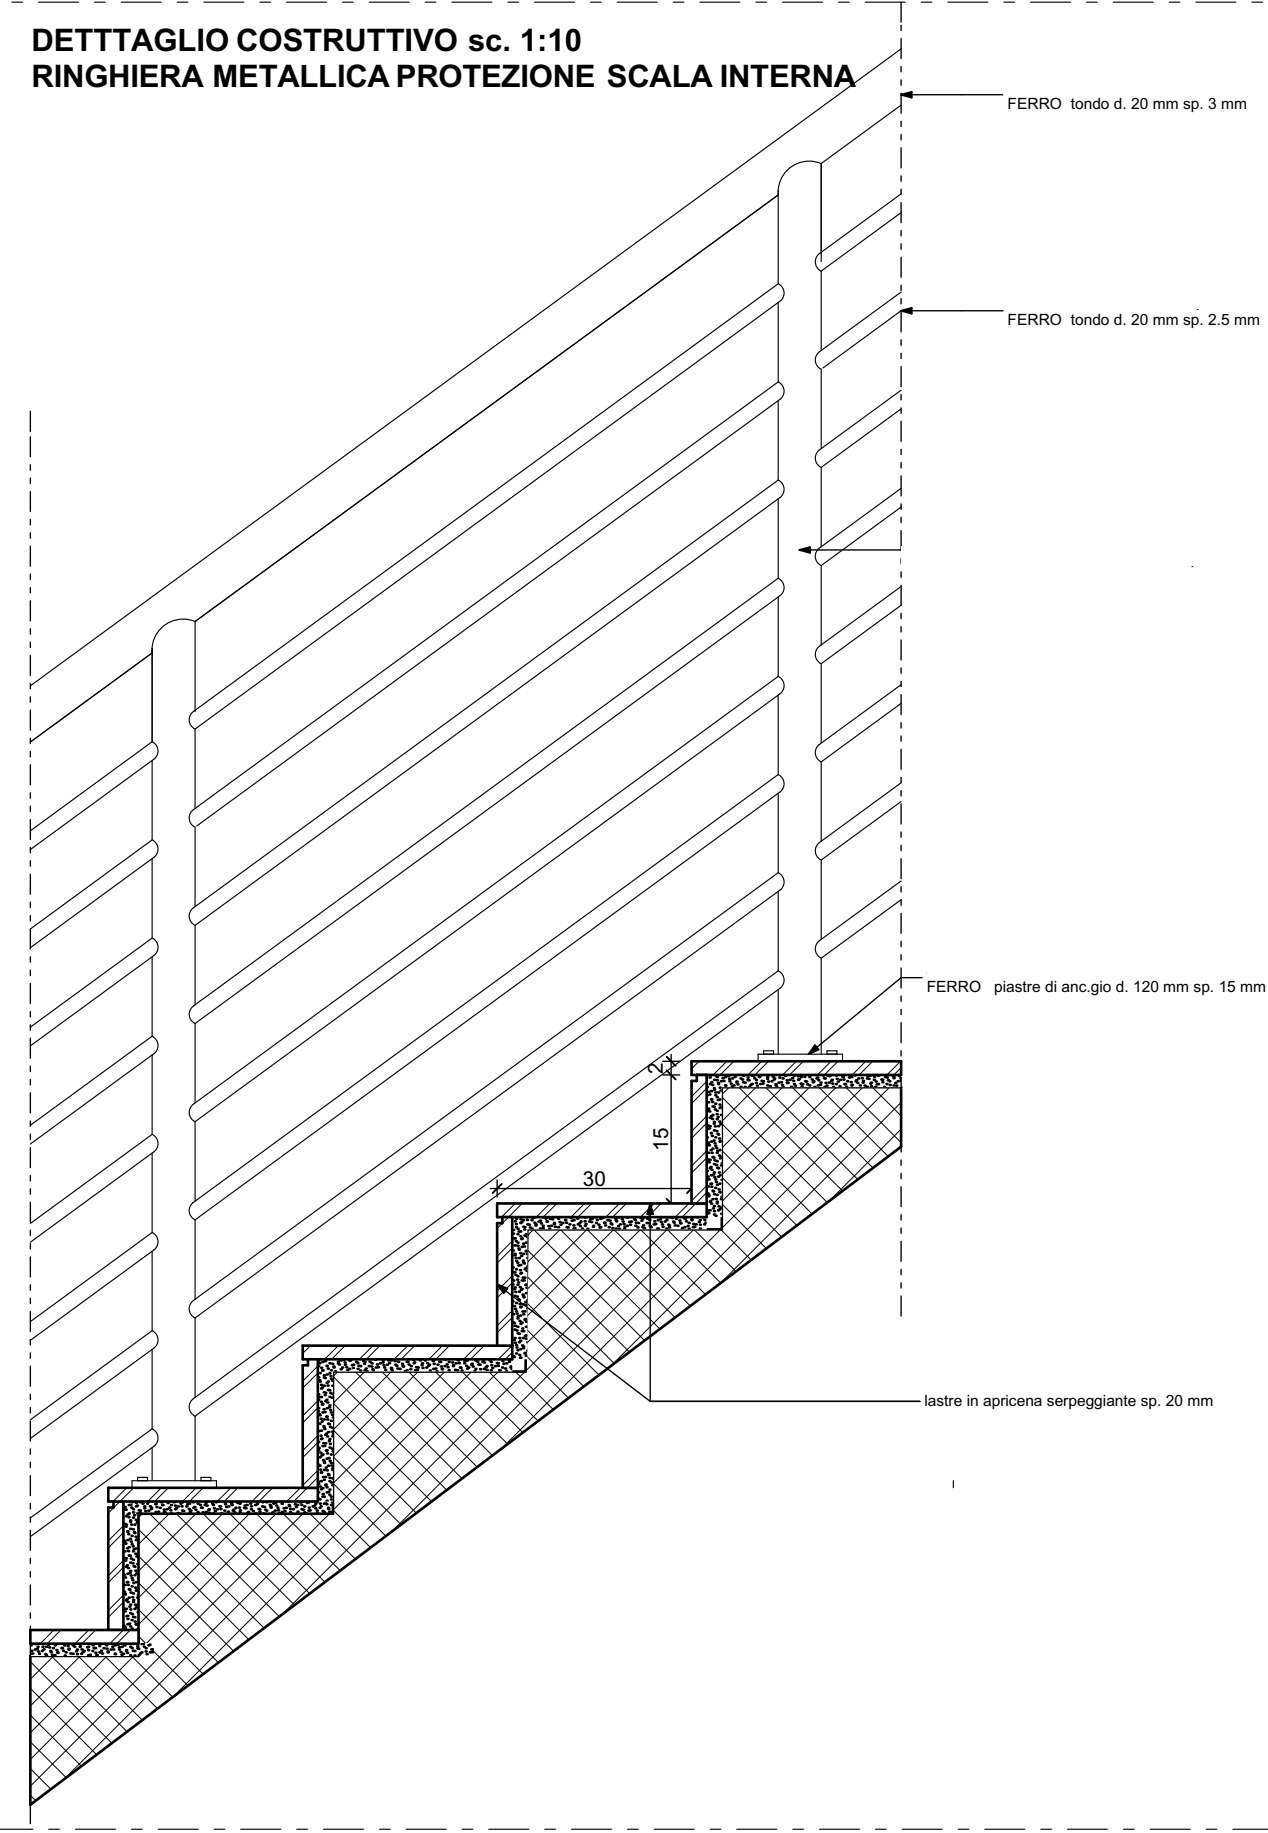 DETTTAGLIO COSTRUTTIVO sc. 1:10
RINGHIERA METALLICA PROTEZIONE SCALA INTERNA
FERRO tondo d. 20 mm sp. 3 mm
FERRO tondo d. 20 mm sp. 2.5 mm
FERRO piastre di anc.gio d. 120 mm sp. 15 mm
2
15
30
lastre in apricena serpeggiante sp. 20 mm